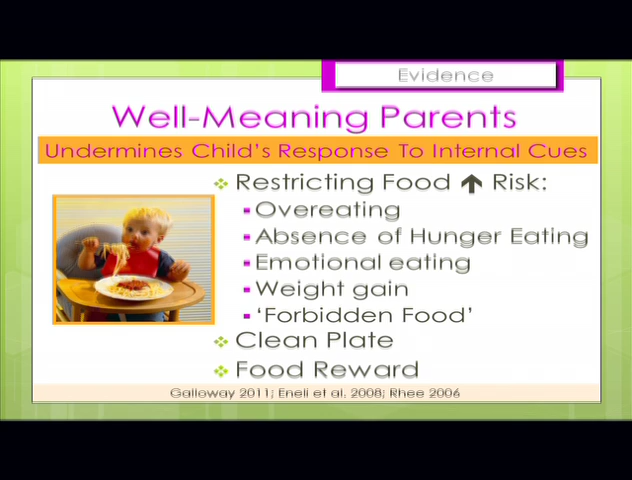 Evidence
Well-Meaning Parents
Undermines Child's Response To Internal Cues
Restricting Food ↑ Risk:
Overeating
Absence of Hunger Eating
Emotional eating
Weight gain
'Forbidden Food'
Clean Plate
Food Reward
Galloway 2011; Eneli et al. 2008; Rhee 2006